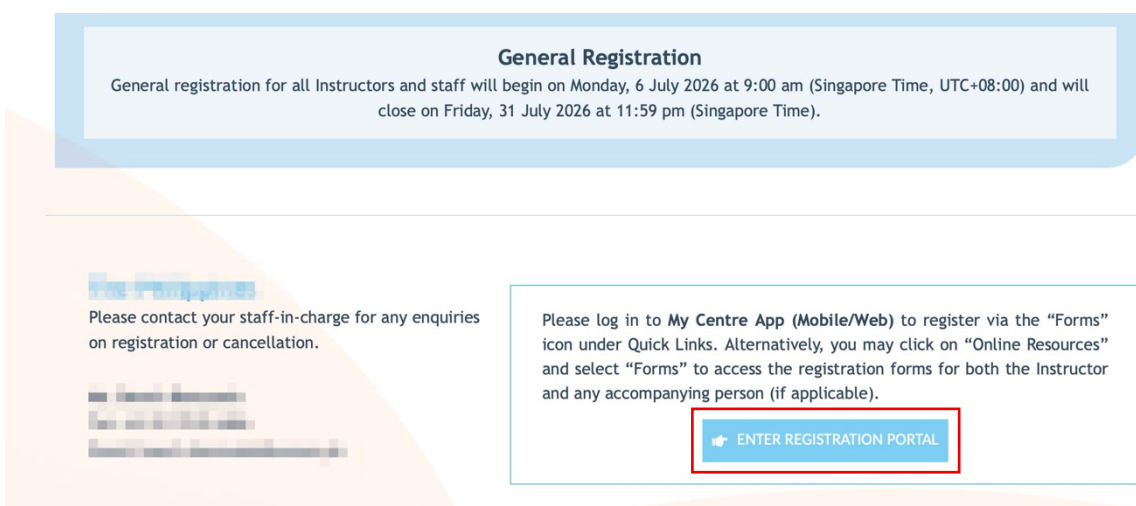 General Registration
General registration for all Instructors and staff will begin on Monday, 6 July 2026 at 9:00 am (Singapore Time, UTC+08:00) and will
close on Friday, 31 July 2026 at 11:59 pm (Singapore Time).
Please contact your staff-in-charge for any enquiries
on registration or cancellation.
Please log in to My Centre App (Mobile/Web) to register via the “Forms”
icon under Quick Links. Alternatively, you may click on “Online Resources”
and select “Forms” to access the registration forms for both the Instructor
and any accompanying person (if applicable).
ENTER REGISTRATION PORTAL